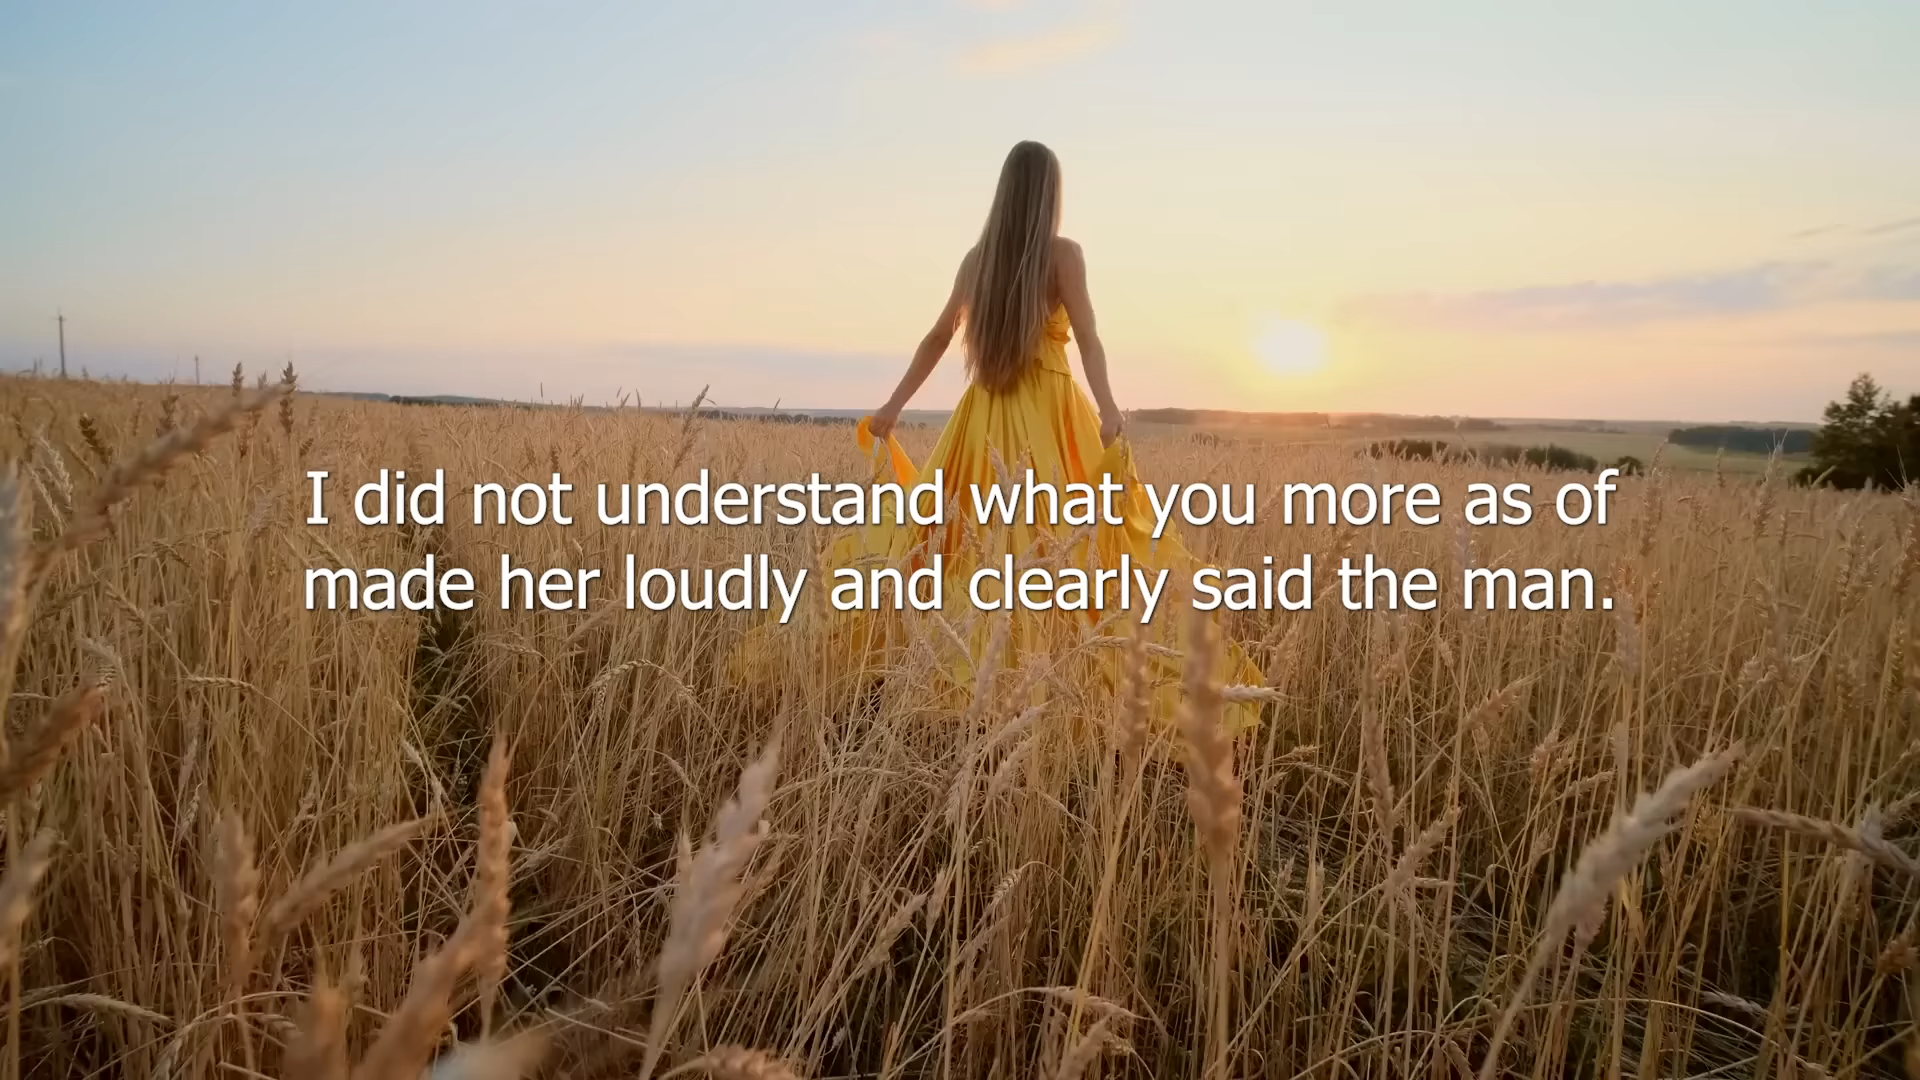 I did not understand what you more as of
made her loudly and clearly said the man.